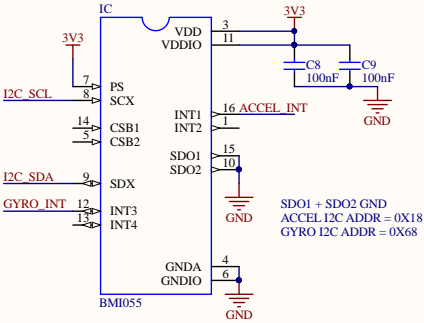 IC
3V3
3V3
VDD 3
VDDIO 11
C8
100nF
C9
100nF
GND
7 PS
I2C_SCL 8 SCX
INT1 16 ACCEL_INT
INT2 1
14 CSB1
5 CSB2
SDO1 15
SDO2 10
I2C_SDA 9 SDX
GYRO_INT 12 INT3
13 INT4
GND
SDO1 + SDO2 GND
ACCEL I2C ADDR = 0X18
GYRO I2C ADDR = 0X68
GNDA 4
GNDIO 6
BMI055
GND